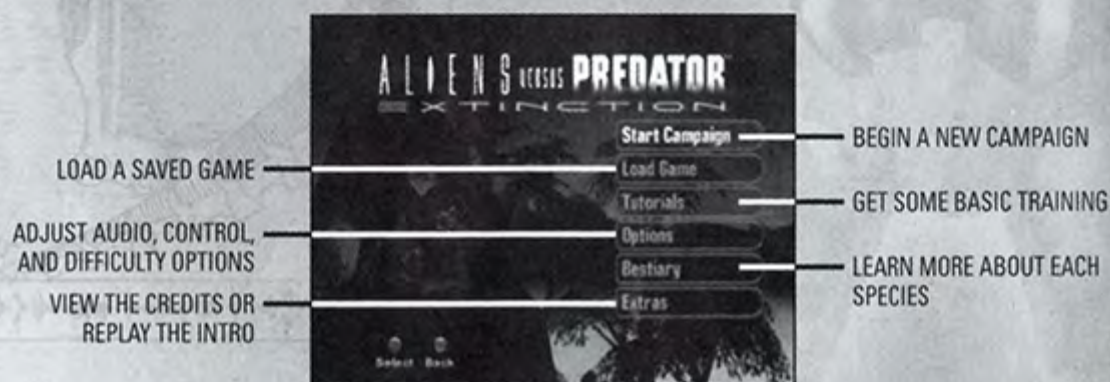 ALIENS VERSUS PREDATOR™
EXTINCTION
Start Campaign
Load Game
Tutorials
Options
Bestiary
Extras
Select Back
LOAD A SAVED GAME
ADJUST AUDIO, CONTROL,
AND DIFFICULTY OPTIONS
VIEW THE CREDITS OR
REPLAY THE INTRO
BEGIN A NEW CAMPAIGN
GET SOME BASIC TRAINING
LEARN MORE ABOUT EACH
SPECIES